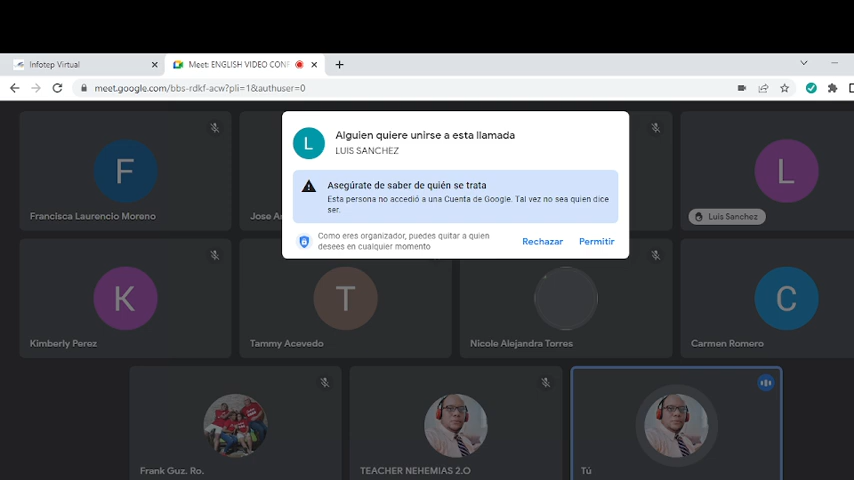 Infotep Virtual
Meet: ENGLISH VIDEO CONF
meet.google.com/bbs-rdkf-acw?pli=1&authuser=0
Alguien quiere unirse a esta llamada
LUIS SANCHEZ
L
Asegúrate de saber de quién se trata
Esta persona no accedió a una Cuenta de Google. Tal vez no sea quien dice
ser.
Como eres organizador, puedes quitar a quien
desees en cualquier momento
Rechazar
Permitir
F
L
Francisca Laurencio Moreno
Jose A
Luis Sanchez
K
T
C
Kimberly Perez
Tammy Acevedo
Nicole Alejandra Torres
Carmen Romero
Frank Guz. Ro.
TEACHER NEHEMIAS 2.O
Tú